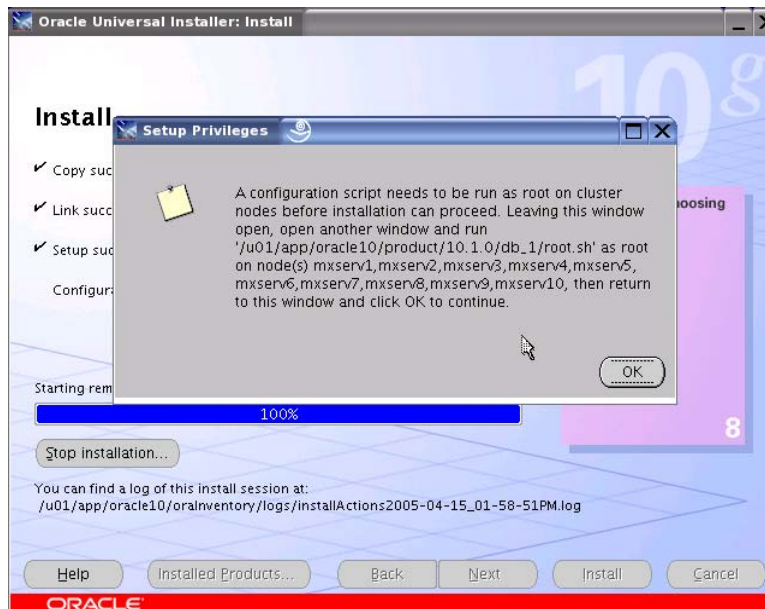 Oracle Universal Installer: Install
10g
Install
Setup Privileges
Copy suc
Link succ
Setup suc
Configura
A configuration script needs to be run as root on cluster
nodes before installation can proceed. Leaving this window
open, open another window and run
'/u01/app/oracle10/product/10.1.0/db_1/root.sh' as root
on node(s) mxserv1,mxserv2,mxserv3,mxserv4,mxserv5,
mxserv6,mxserv7,mxserv8,mxserv9,mxserv10, then return
to this window and click OK to continue.
OK
oosing
8
Starting rem
100%
Stop installation...
You can find a log of this install session at:
/u01/app/oracle10/oraInventory/logs/installActions2005-04-15_01-58-51PM.log
Help
Installed Products...
Back
Next
Install
Cancel
ORACLE